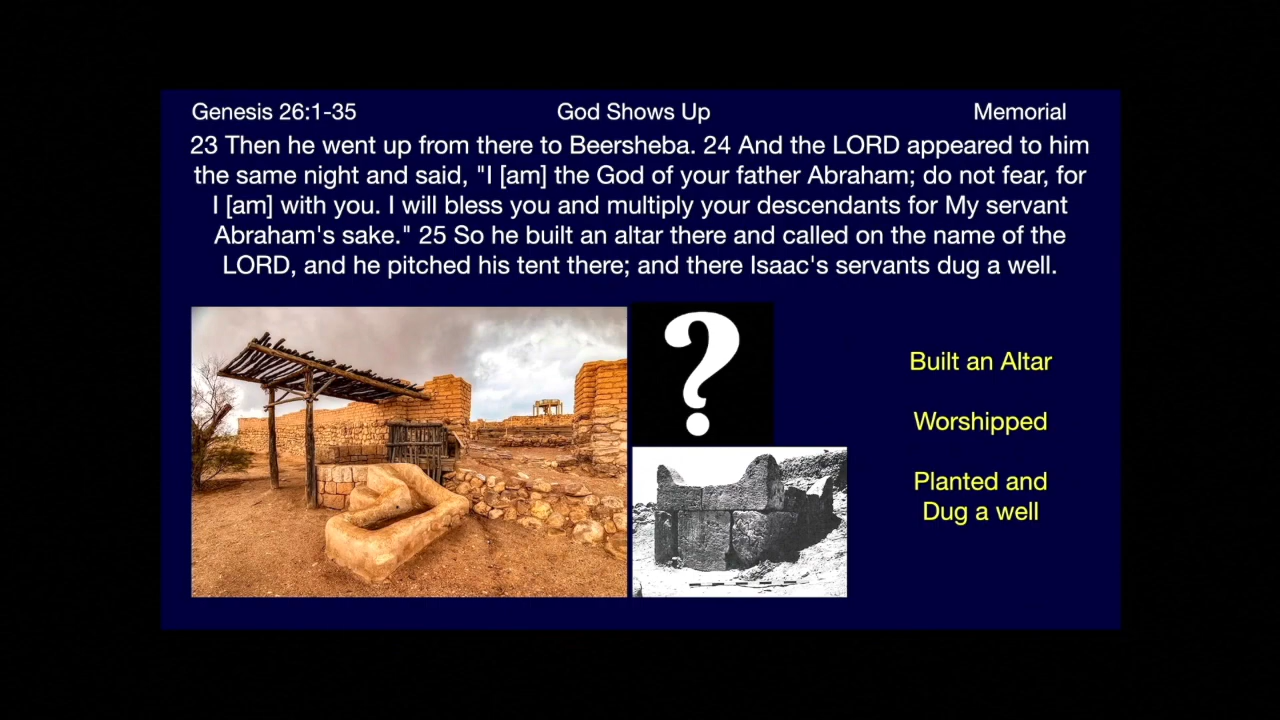 Genesis 26:1-35 God Shows Up Memorial
23 Then he went up from there to Beersheba. 24 And the LORD appeared to him
the same night and said, "I [am] the God of your father Abraham; do not fear, for
I [am] with you. I will bless you and multiply your descendants for My servant
Abraham's sake." 25 So he built an altar there and called on the name of the
LORD, and he pitched his tent there; and there Isaac's servants dug a well.
?
Built an Altar
Worshipped
Planted and
Dug a well